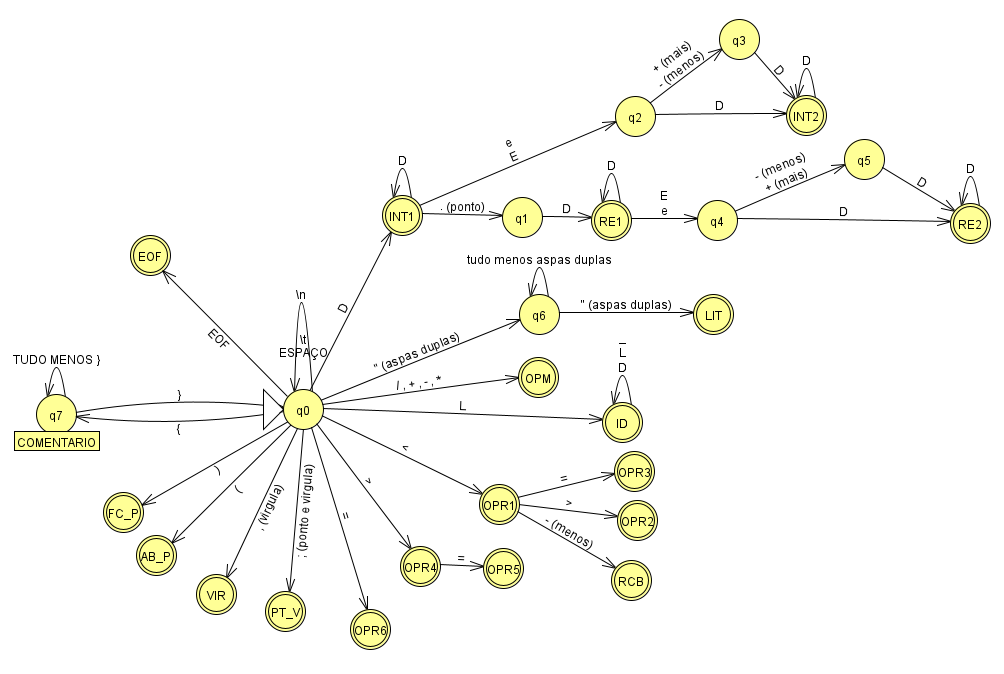 q3
+ (mais)
- (menos)
D
D
q2
D
INT2
e
E
q5
- (menos)
+ (mais)
D
D
D
D
E
e
q4
D
RE2
INT1
. (ponto)
q1
D
RE1
EOF
EOF
D
tudo menos aspas duplas
\n
\t
ESPAÇO
q6
" (aspas duplas)
LIT
" (aspas duplas)
/ , + , - , *
OPM
_
L
D
TUDO MENOS }
q7
COMENTARIO
}
{
q0
L
ID
)
(
, (virgula)
; (ponto e virgula)
=
>
<
OPR1
=
OPR3
>
OPR2
- (menos)
RCB
FC_P
AB_P
VIR
PT_V
OPR6
OPR4
=
OPR5